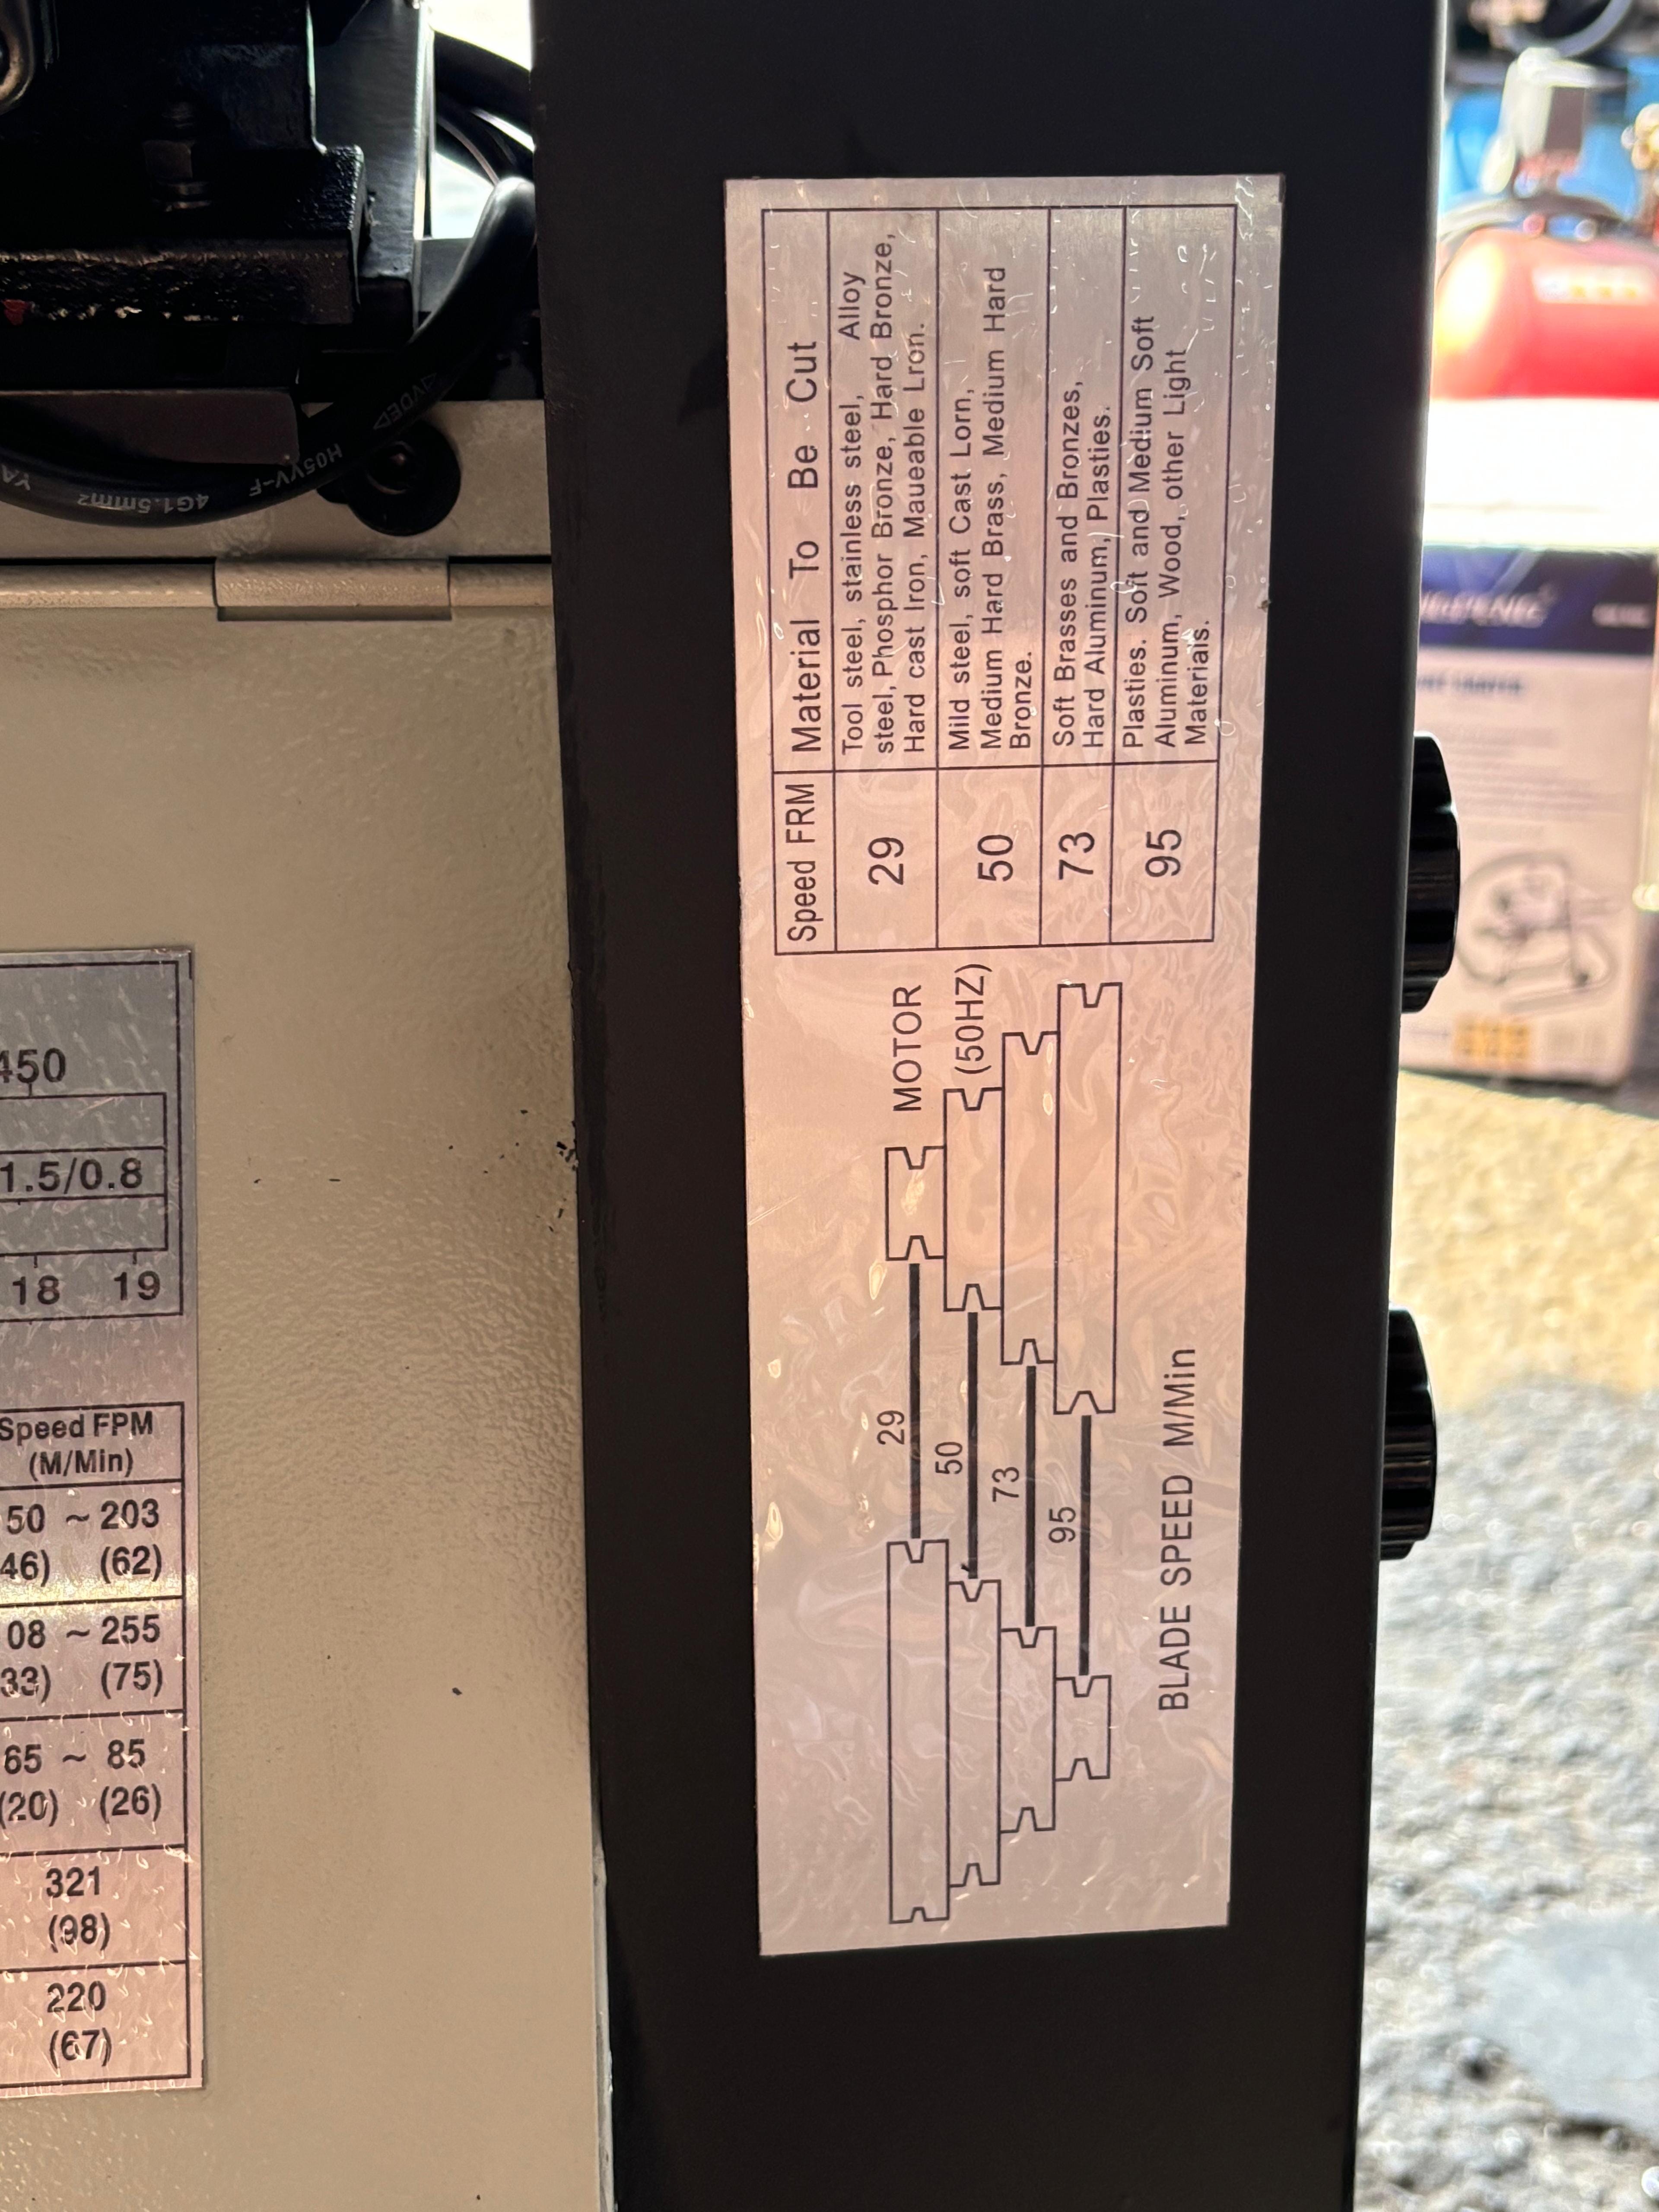 Speed FRM Material To Be Cut
29
Tool steel, stainless steel, Alloy
steel, Phosphor Bronze, Hard Bronze,
Hard cast Iron, Maueable Lron.
50
Mild steel, soft Cast Lorn,
Medium Hard Brass, Medium Hard
Bronze.
73
Soft Brasses and Bronzes,
Hard Aluminum, Plasties.
95
Plasties. Soft and Medium Soft
Aluminum, Wood, other Light
Materials.
MOTOR
(50HZ)
29
50
73
95
BLADE SPEED M/Min
450
1.5/0.8
18 19
Speed FPM
(M/Min)
50 ~ 203
46) (62)
08 ~ 255
33) (75)
65 ~ 85
(20) (26)
321
(98)
220
(67)
4G1.5mm² H05VV-F
VDE